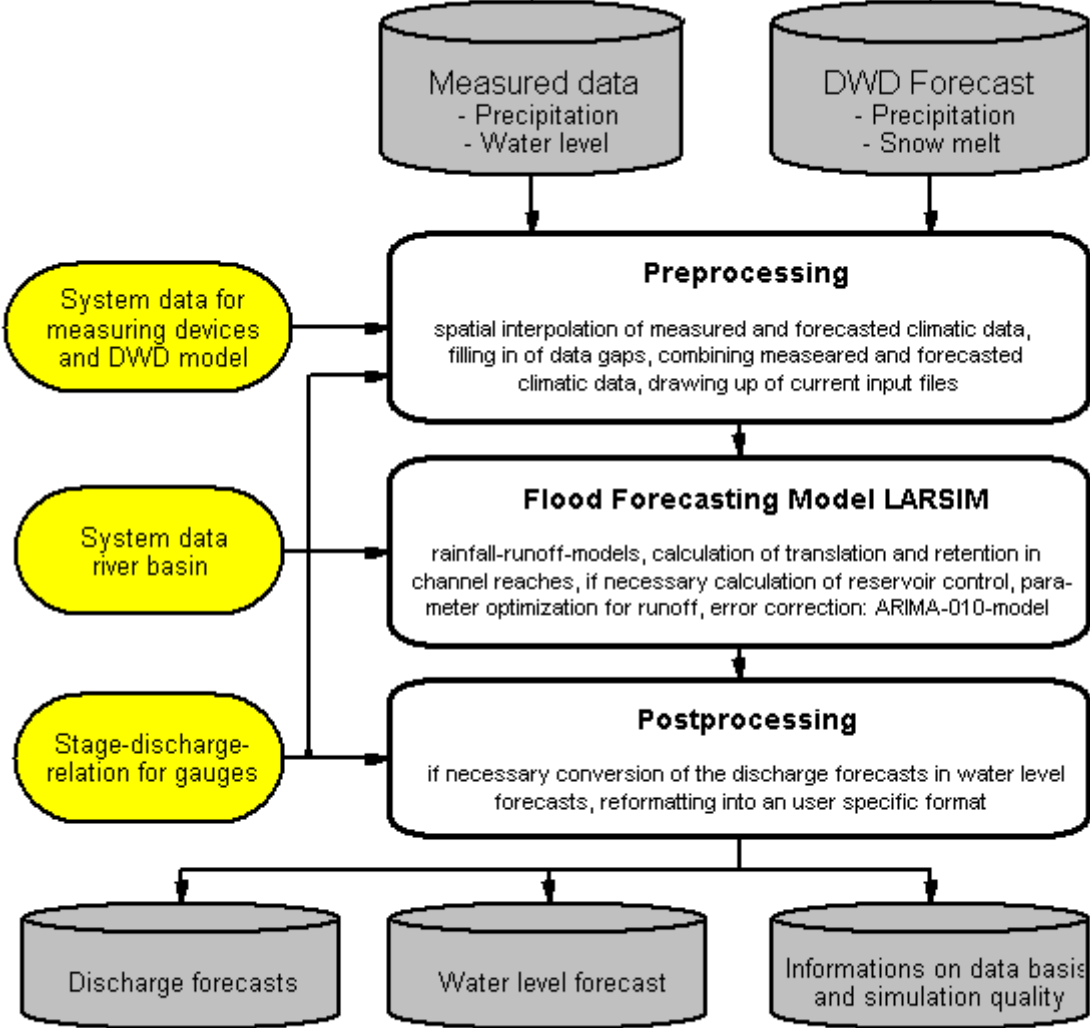 Measured data
- Precipitation
- Water level
DWD Forecast
- Precipitation
- Snow melt
Preprocessing
spatial interpolation of measured and forecasted climatic data,
filling in of data gaps, combining measeared and forecasted
climatic data, drawing up of current input files
System data for
measuring devices
and DWD model
Flood Forecasting Model LARSIM
rainfall-runoff-models, calculation of translation and retention in
channel reaches, if necessary calculation of reservoir control, para-
meter optimization for runoff, error correction: ARIMA-010-model
System data
river basin
Postprocessing
if necessary conversion of the discharge forecasts in water level
forecasts, reformatting into an user specific format
Stage-discharge-
relation for gauges
Discharge forecasts
Water level forecast
Informations on data basis
and simulation quality